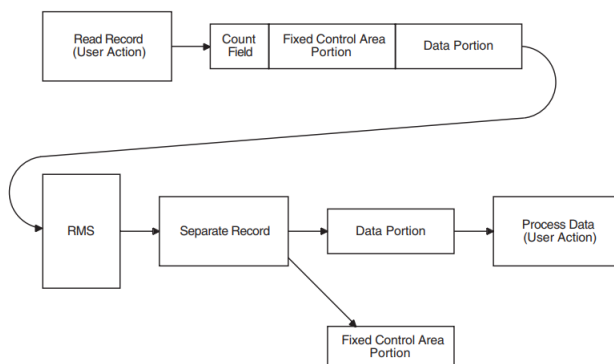 Read Record
(User Action)
Count
Field
Fixed Control Area
Portion
Data Portion
RMS
Separate Record
Data Portion
Process Data
(User Action)
Fixed Control Area
Portion